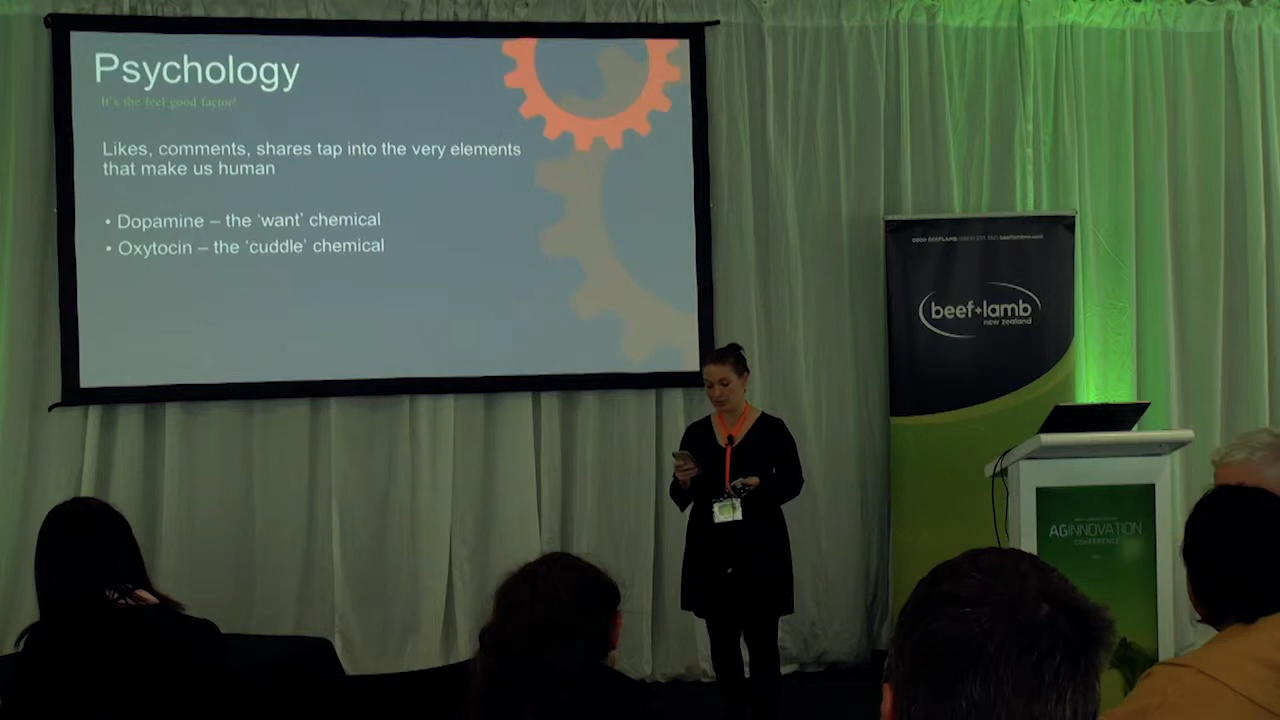 Psychology
It's the feel good factor!
Likes, comments, shares tap into the very elements
that make us human
• Dopamine – the ‘want’ chemical
• Oxytocin – the ‘cuddle’ chemical
beef+lamb
new zealand
AGINNOVATION
CONFERENCE